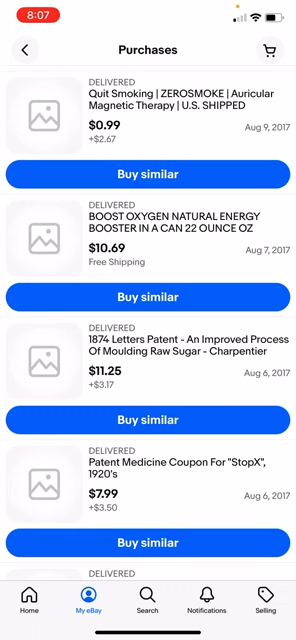 8:07
Purchases
DELIVERED
Quit Smoking | ZEROSMOKE | Auricular
Magnetic Therapy | U.S. SHIPPED
$0.99
Aug 9, 2017
+$2.67
Buy similar
DELIVERED
BOOST OXYGEN NATURAL ENERGY
BOOSTER IN A CAN 22 OUNCE OZ
$10.69
Aug 7, 2017
Free Shipping
Buy similar
DELIVERED
1874 Letters Patent - An Improved Process
Of Moulding Raw Sugar - Charpentier
$11.25
Aug 6, 2017
+$3.17
Buy similar
DELIVERED
Patent Medicine Coupon For "StopX",
1920's
$7.99
Aug 6, 2017
+$3.50
Buy similar
DELIVERED
Home
My eBay
Search
Notifications
Selling